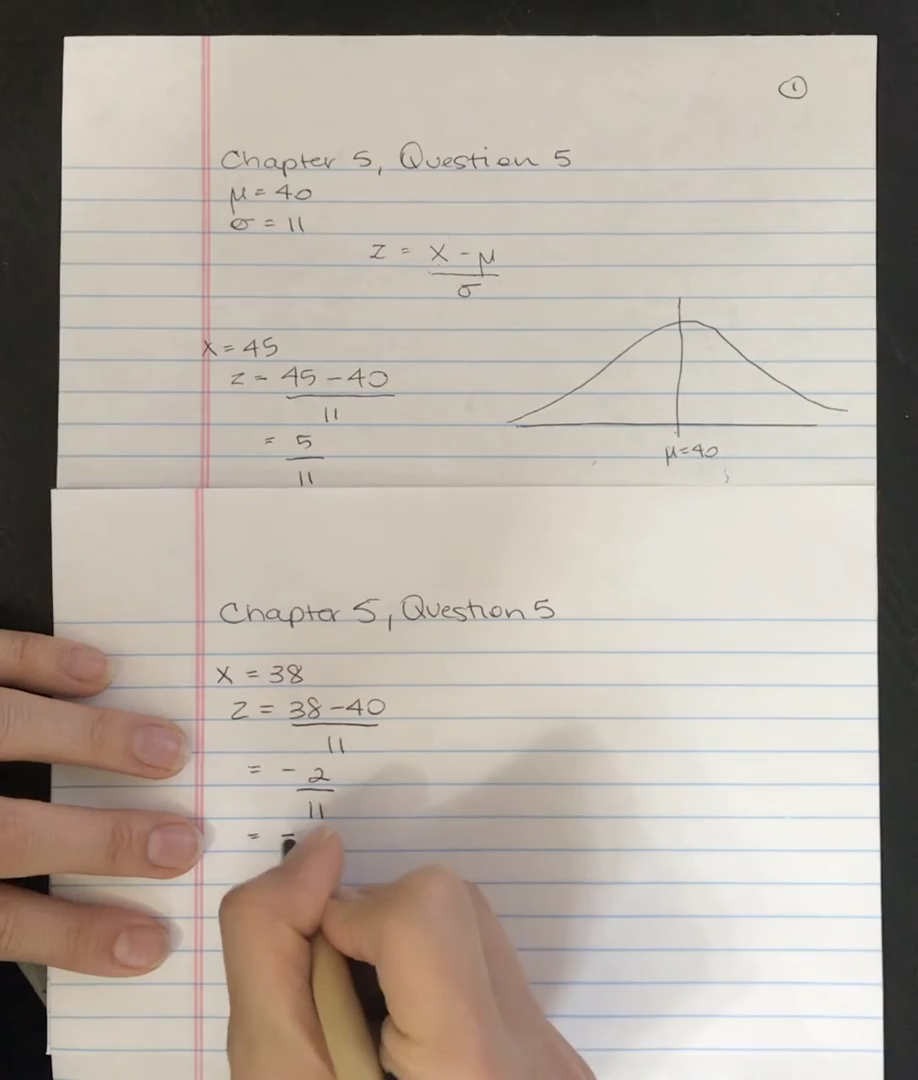 ①
Chapter 5, Question 5
μ = 40
σ = 11
z = x - μ
σ
x = 45
z = 45 - 40
11
= 5
11
μ=40
Chapter 5, Question 5
x = 38
z = 38 - 40
11
= - 2
11
= -